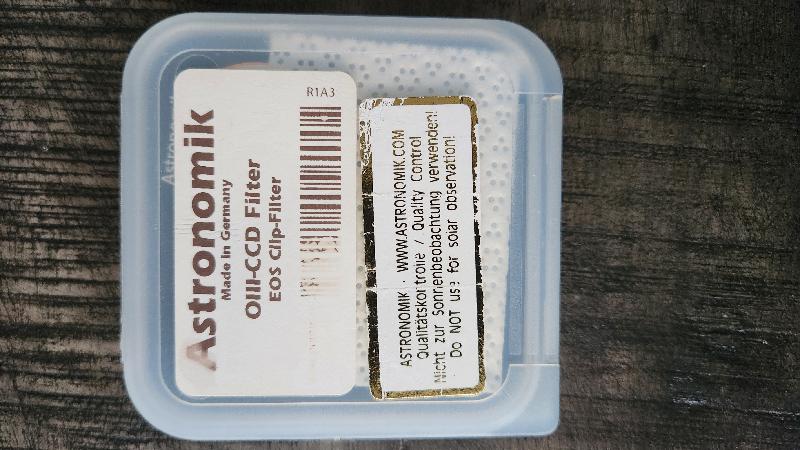 Astronomik
Made in Germany
OIII-CCD Filter
EOS Clip-Filter
R1A3
ASTRONOMIK · WWW.ASTRONOMIK.COM
Qualitätskontrolle / Quality Control
Nicht zur Sonnenbeobachtung verwenden!
Do NOT use for solar observation!